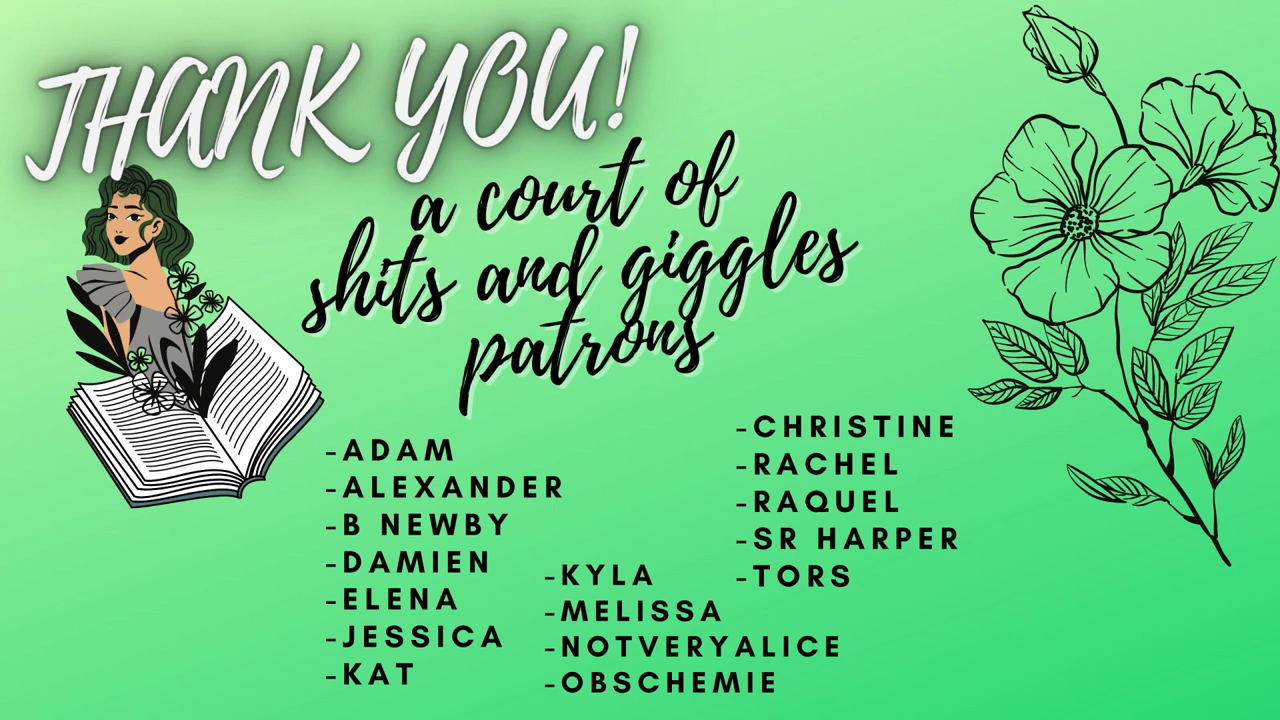 THANK YOU!
a court of
shits and giggles
patrons
-ADAM
-ALEXANDER
-B NEWBY
-DAMIEN
-ELENA
-JESSICA
-KAT
-KYLA
-MELISSA
-NOTVERYALICE
-OBSCHEMIE
-CHRISTINE
-RACHEL
-RAQUEL
-SR HARPER
-TORS